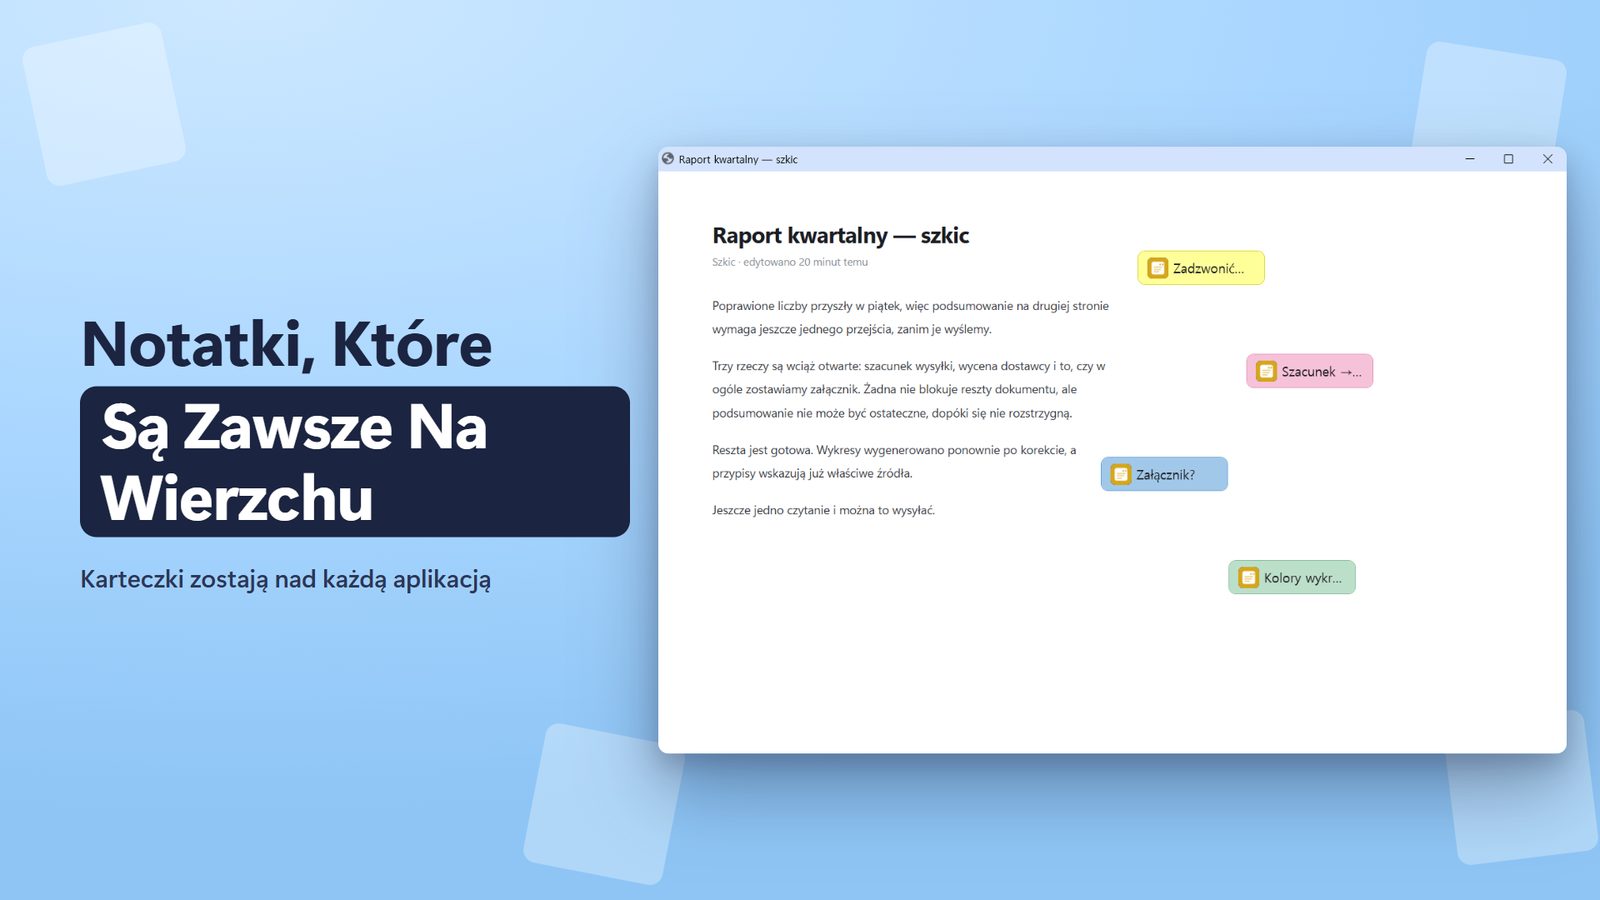 Notatki, Które
Są Zawsze Na
Wierzchu
Karteczki zostają nad każdą aplikacją
Raport kwartalny — szkic
Raport kwartalny — szkic
Szkic · edytowano 20 minut temu
Poprawione liczby przyszły w piątek, więc podsumowanie na drugiej stronie
wymaga jeszcze jednego przejścia, zanim je wyślemy.
Trzy rzeczy są wciąż otwarte: szacunek wysyłki, wycena dostawcy i to, czy w
ogóle zostawiamy załącznik. Żadna nie blokuje reszty dokumentu, ale
podsumowanie nie może być ostateczne, dopóki się nie rozstrzygną.
Reszta jest gotowa. Wykresy wygenerowano ponownie po korekcie, a
przypisy wskazują już właściwe źródła.
Jeszcze jedno czytanie i można to wysyłać.
Zadzwonić...
Szacunek →...
Załącznik?
Kolory wykr...